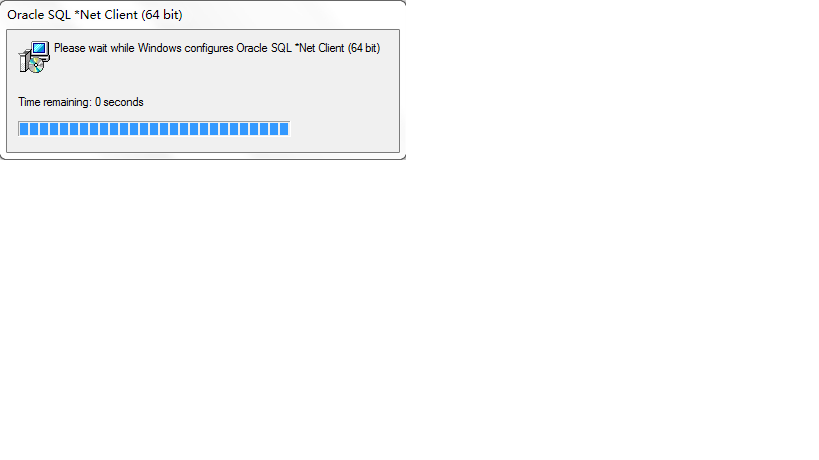 Oracle SQL *Net Client (64 bit)
Please wait while Windows configures Oracle SQL *Net Client (64 bit)
Time remaining: 0 seconds